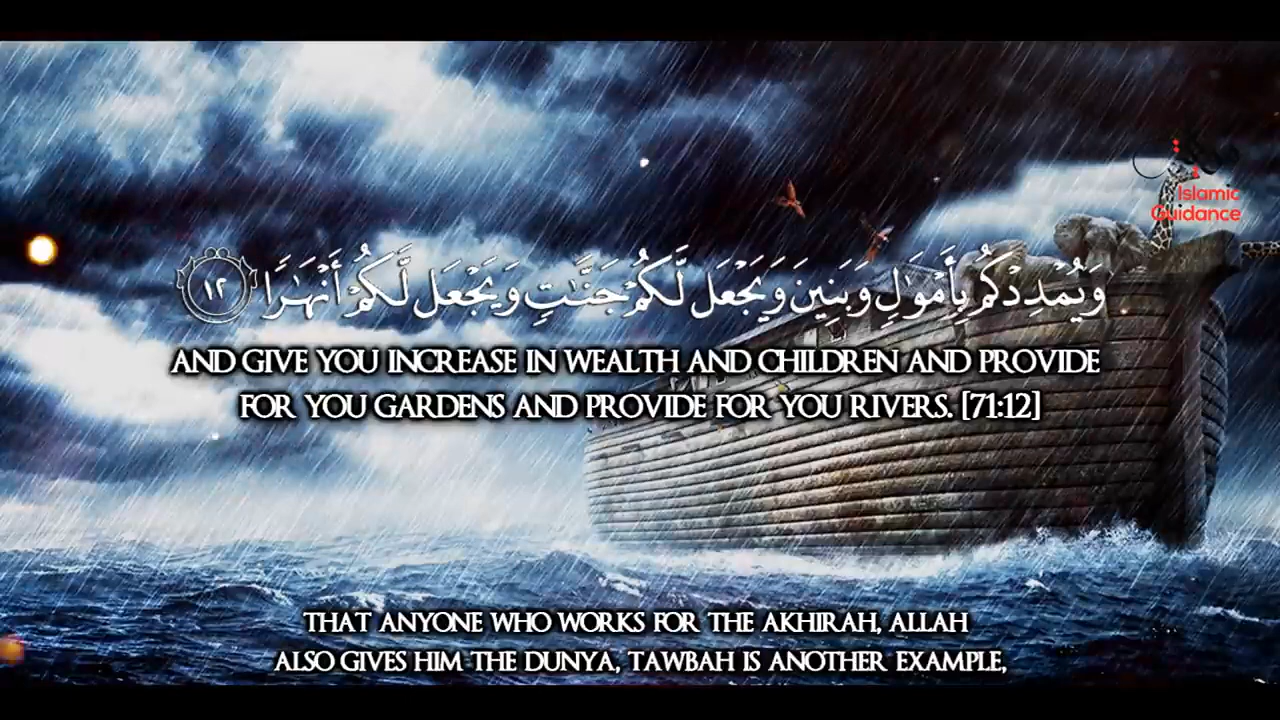 وَيُمْدِدْكُم بِأَمْوَٰلٍ وَبَنِينَ وَيَجْعَل لَّكُمْ جَنَّٰتٍ وَيَجْعَل لَّكُمْ أَنْهَٰرًا ١٢
AND GIVE YOU INCREASE IN WEALTH AND CHILDREN AND PROVIDE
FOR YOU GARDENS AND PROVIDE FOR YOU RIVERS. [71:12]
THAT ANYONE WHO WORKS FOR THE AKHIRAH, ALLAH
ALSO GIVES HIM THE DUNYA, TAWBAH IS ANOTHER EXAMPLE,
Islamic
Guidance